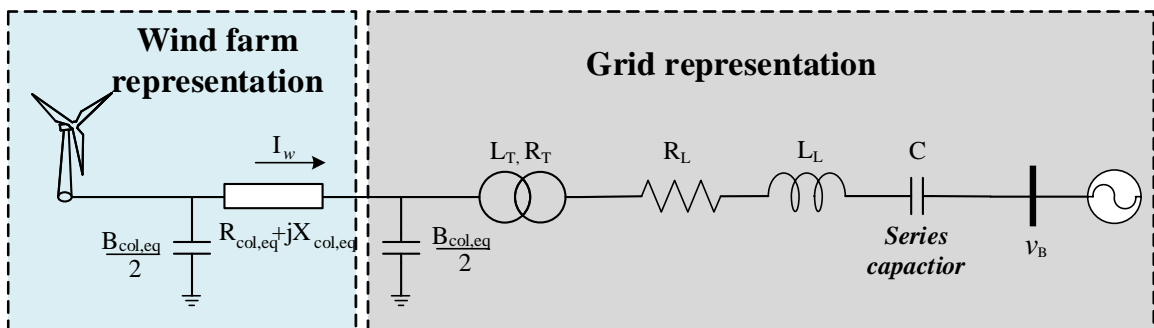 Wind farm
representation
Grid representation
I_w
L_T, R_T
R_L
L_L
C
B_col,eq
2
R_col,eq+jX_col,eq
B_col,eq
2
Series
capactior
v_B